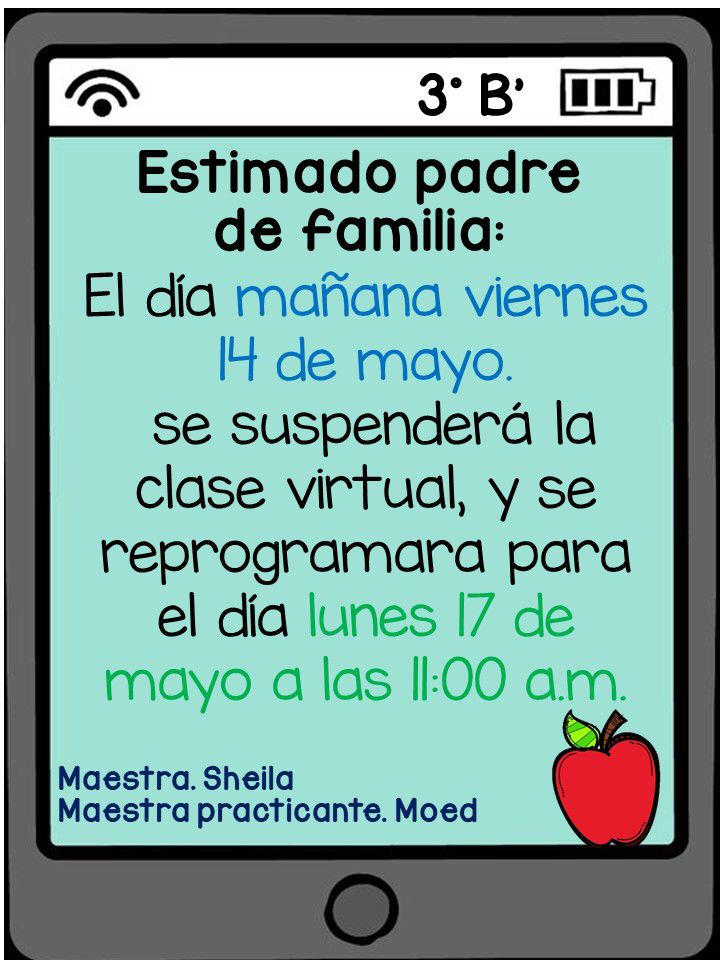 3° B'
Estimado padre
de familia:
El día mañana viernes
14 de mayo.
se suspenderá la
clase virtual, y se
reprogramara para
el día lunes 17 de
mayo a las 11:00 a.m.
Maestra. Sheila
Maestra practicante. Moed